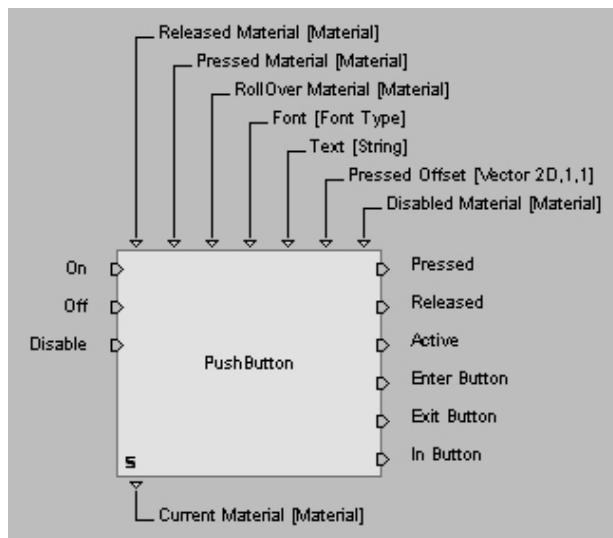 Released Material [Material]
Pressed Material [Material]
RollOver Material [Material]
Font [Font Type]
Text [String]
Pressed Offset [Vector 2D,1,1]
Disabled Material [Material]
On
Off
Disable
PushButton
Pressed
Released
Active
Enter Button
Exit Button
In Button
S
Current Material [Material]